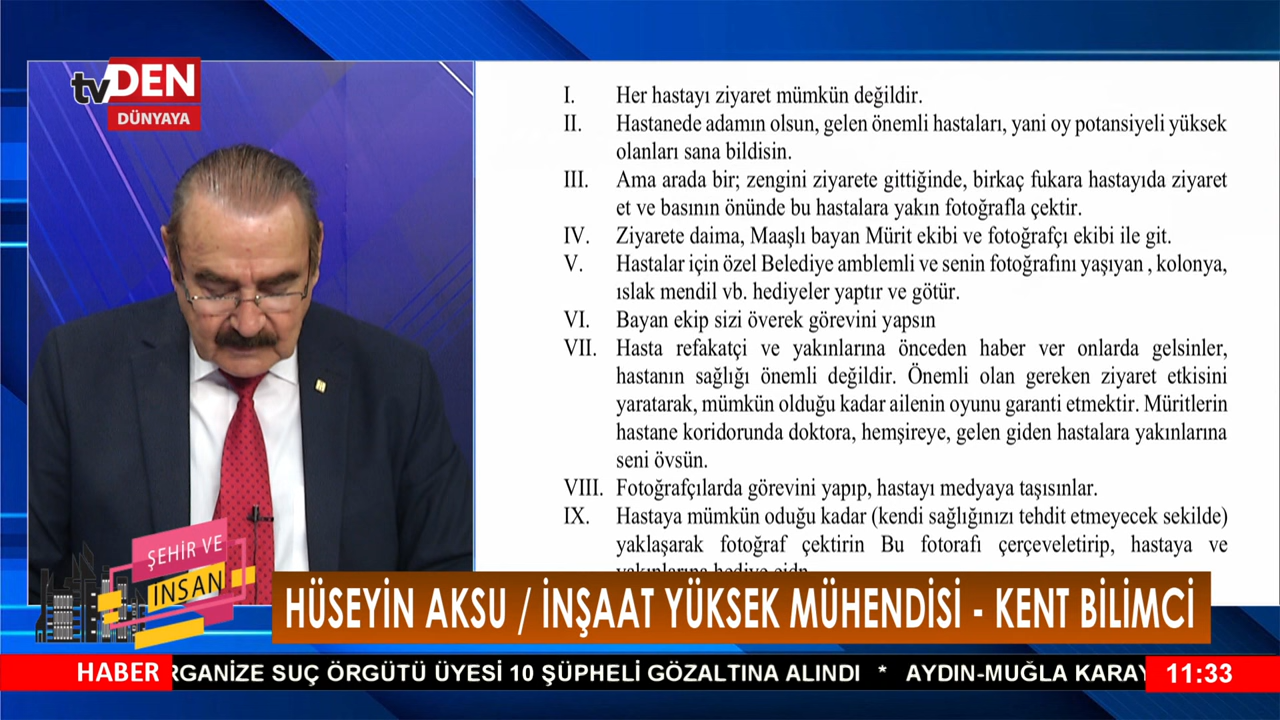 tvDEN
DÜNYAYA
I. Her hastayı ziyaret mümkün değildir.
II. Hastanede adamın olsun, gelen önemli hastaları, yani oy potansiyeli yüksek
olanları sana bildisin.
III. Ama arada bir; zengini ziyarete gittiğinde, birkaç fukara hastayıda ziyaret
et ve basının önünde bu hastalara yakın fotoğrafla çektir.
IV. Ziyarete daima, Maaşlı bayan Mürit ekibi ve fotoğrafçı ekibi ile git.
V. Hastalar için özel Belediye amblemli ve senin fotoğrafını yaşıyan , kolonya,
ıslak mendil vb. hediyeler yaptır ve götür.
VI. Bayan ekip sizi överek görevini yapsın
VII. Hasta refakatçi ve yakınlarına önceden haber ver onlarda gelsinler,
hastanın sağlığı önemli değildir. Önemli olan gereken ziyaret etkisini
yaratarak, mümkün olduğu kadar ailenin oyunu garanti etmektir. Müritlerin
hastane koridorunda doktora, hemşireye, gelen giden hastalara yakınlarına
seni övsün.
VIII. Fotoğrafçılarda görevini yapıp, hastayı medyaya taşısınlar.
IX. Hastaya mümkün oduğu kadar (kendi sağlığınızı tehdit etmeyecek sekilde)
yaklaşarak fotoğraf çektirin Bu fotorafı çerçeveletirip, hastaya ve
ŞEHİR VE
INSAN
HÜSEYİN AKSU / İNŞAAT YÜKSEK MÜHENDİSİ - KENT BİLİMCİ
HABER RGANİZE SUÇ ÖRGÜTÜ ÜYESİ 10 ŞÜPHELİ GÖZALTINA ALINDI * AYDIN-MUĞLA KARAY 11:33